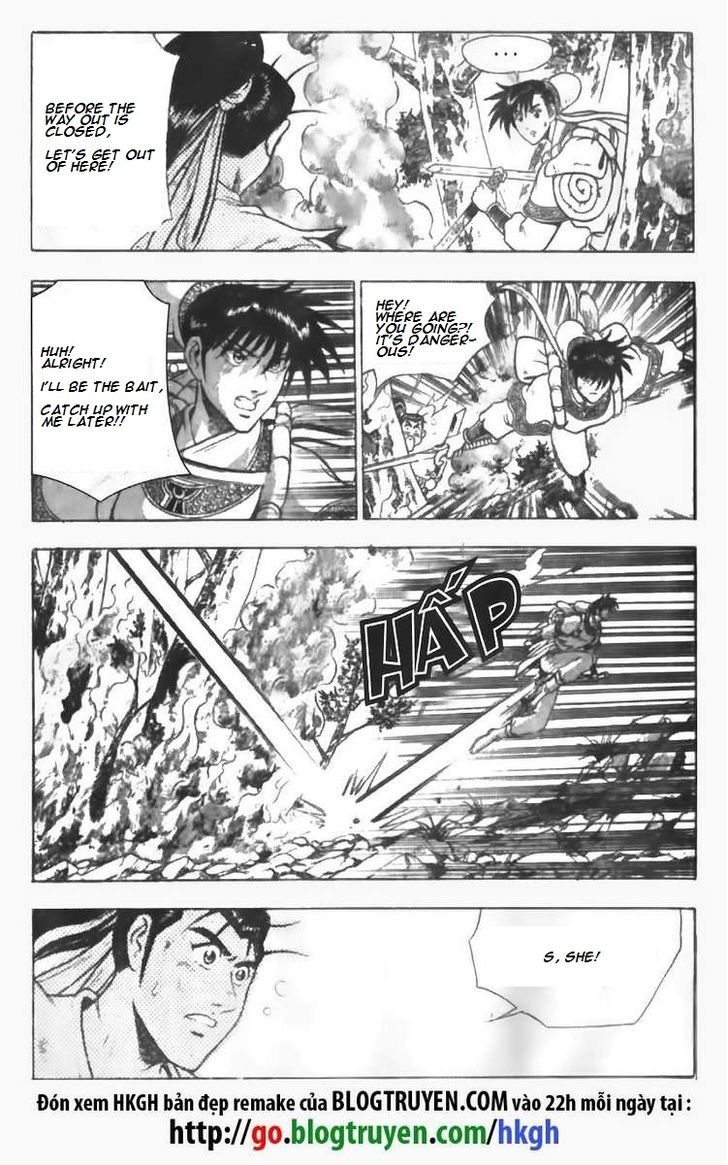 BEFORE THE
WAY OUT IS
CLOSED,
LET'S GET OUT
OF HERE!
...
HUH!
ALRIGHT!
I'LL BE THE BAIT,
CATCH UP WITH
ME LATER!!
HEY!
WHERE ARE
YOU GOING?!
IT'S DANGER-
OUS!
HẤP
S, SHE!
Đón xem HKGH bản đẹp remake của BLOGTRUYEN.COM vào 22h mỗi ngày tại :
http://go.blogtruyen.com/hkgh